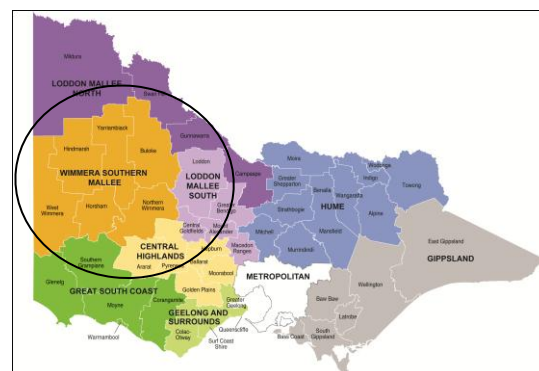 Mildura
LODDON MALLEE
NORTH
Swan Hill
Gannawarra
Yarriambiack
Hindmarsh
Buloke
WIMMERA SOUTHERN
MALLEE
West
Wimmera
Horsham
Northern
Wimmera
Loddon
LODDON
MALLEE
SOUTH
Campaspe
Greater
Bendigo
Central
Goldfields
Mount
Alexander
Macedon
Ranges
Moira
Greater
Shepparton
Wodonga
Indigo
Towong
Benalla
Wangaratta
Strathbogie
HUME
Alpine
Mitchell
Mansfield
Murrindindi
CENTRAL
HIGHLANDS
Ararat
Pyrenees
Hepburn
Ballarat
Moorabool
Golden Plains
METROPOLITAN
East Gippsland
GIPPSLAND
Wellington
Baw Baw
Latrobe
South
Gippsland
Bass Coast
Southern
Grampians
Glenelg
GREAT SOUTH COAST
Moyne
Corangamite
Warrnambool
GEELONG AND
SURROUNDS
Greater
Geelong
Queenscliffe
Colac-
Otway
Surf Coast
Shire